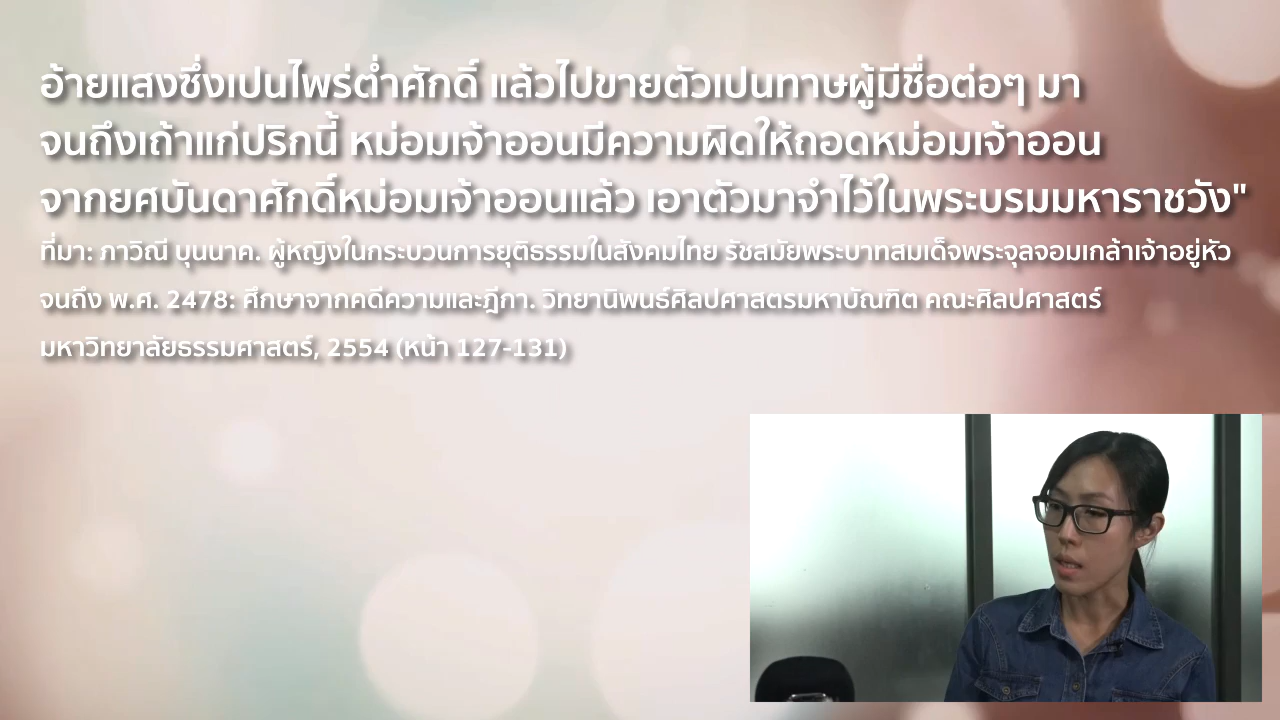 อ้ายแสงซึ่งเปนไพร่ต่ำศักดิ์ แล้วไปขายตัวเปนทาษผู้มีชื่อต่อๆ มา
จนถึงเถ้าแก่ปริกนี้ หม่อมเจ้าออนมีความผิดให้ถอดหม่อมเจ้าออน
จากยศบันดาศักดิ์หม่อมเจ้าออนแล้ว เอาตัวมาจำไว้ในพระบรมมหาราชวัง"
ที่มา: ภาวิณี บุนนาค. ผู้หญิงในกระบวนการยุติธรรมในสังคมไทย รัชสมัยพระบาทสมเด็จพระจุลจอมเกล้าเจ้าอยู่หัว
จนถึง พ.ศ. 2478: ศึกษาจากคดีความและฎีกา. วิทยานิพนธ์ศิลปศาสตรมหาบัณฑิต คณะศิลปศาสตร์
มหาวิทยาลัยธรรมศาสตร์, 2554 (หน้า 127-131)